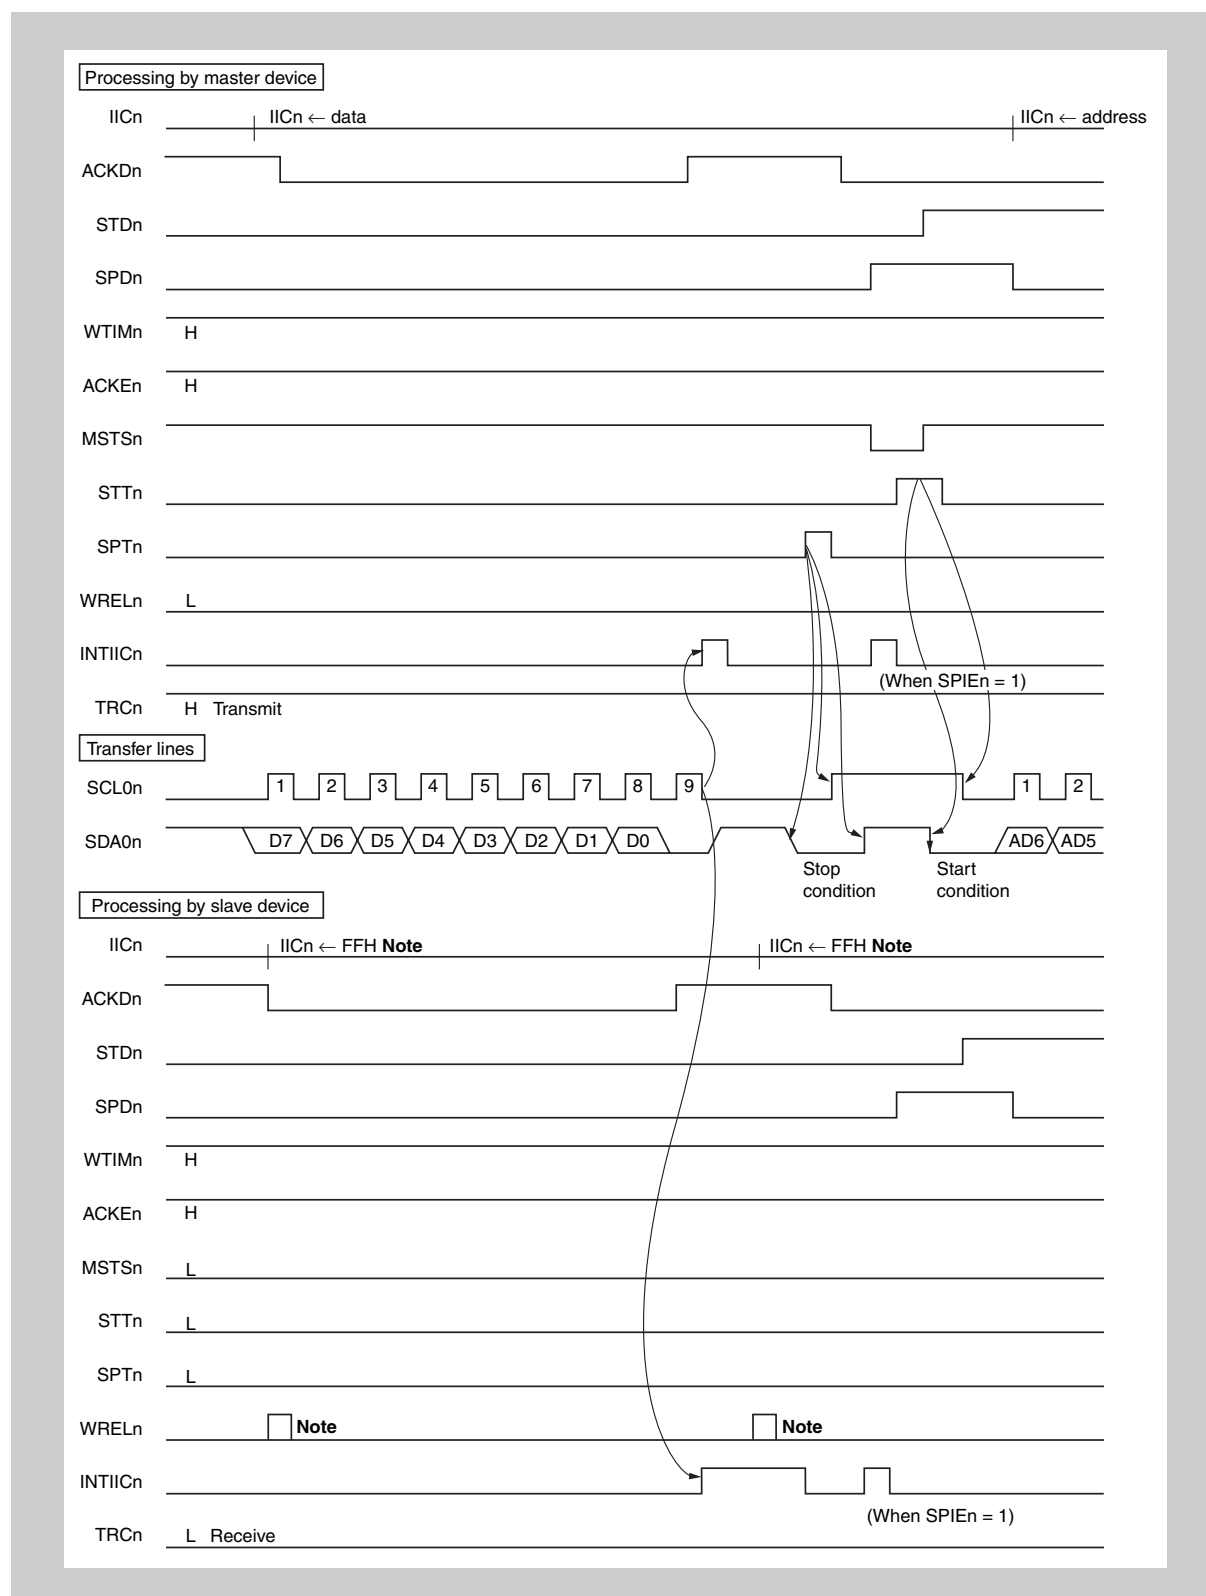 Processing by master device
IICn IICn ← data IICn ← address
ACKDn
STDn
SPDn
WTIMn H
ACKEn H
MSTSn
STTn
SPTn
WRELn L
INTIICn
(When SPIEn = 1)
TRCn H Transmit
Transfer lines
SCL0n 1 2 3 4 5 6 7 8 9 1 2
SDA0n D7 D6 D5 D4 D3 D2 D1 D0 AD6 AD5
Stop condition
Start condition
Processing by slave device
IICn IICn ← FFH Note IICn ← FFH Note
ACKDn
STDn
SPDn
WTIMn H
ACKEn H
MSTSn L
STTn L
SPTn L
WRELn Note Note
INTIICn
(When SPIEn = 1)
TRCn L Receive